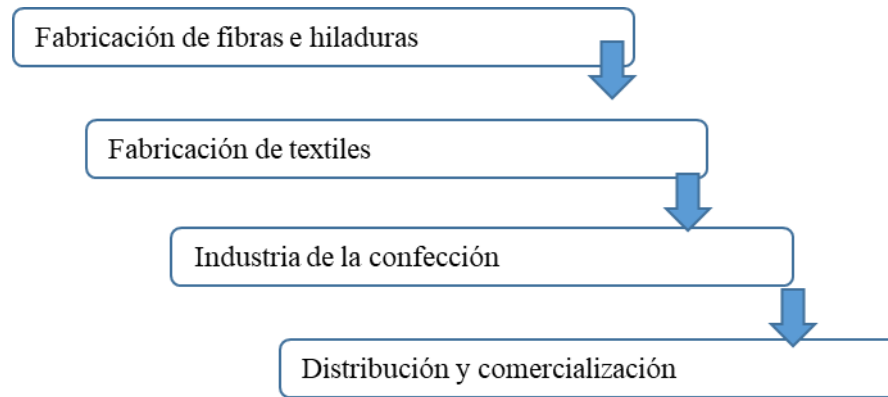 Fabricación de fibras e hiladuras
Fabricación de textiles
Industria de la confección
Distribución y comercialización